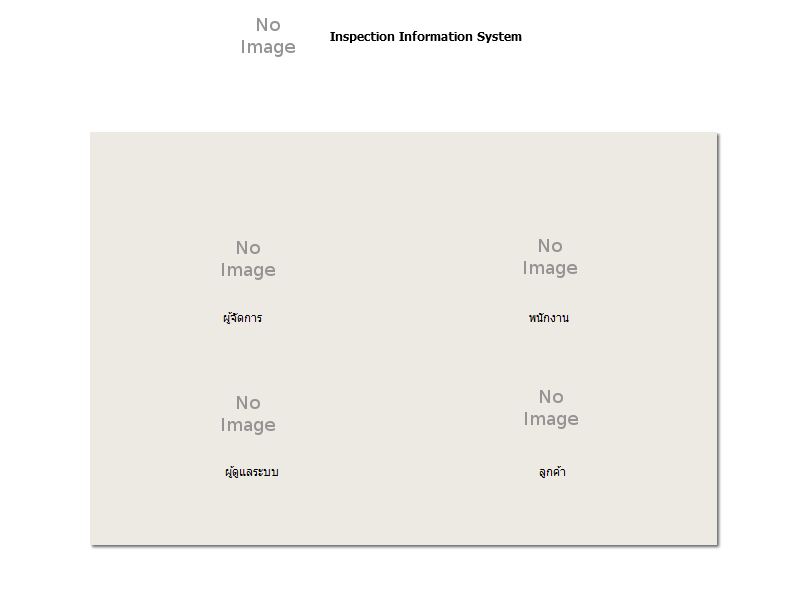 No
Image
Inspection Information System
No
Image
No
Image
ผู้จัดการ
พนักงาน
No
Image
No
Image
ผู้ดูแลระบบ
ลูกค้า